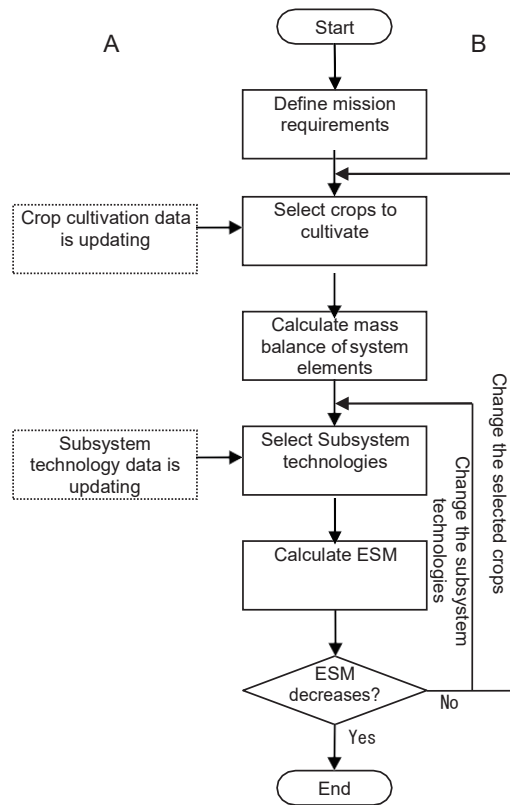 A
Start
B
Define mission
requirements
Crop cultivation data
is updating
Select crops to
cultivate
Calculate mass
balance of system
elements
Subsystem
technology data is
updating
Select Subsystem
technologies
Calculate ESM
Change the subsystem
technologies
Change the selected crops
ESM
decreases?
No
Yes
End